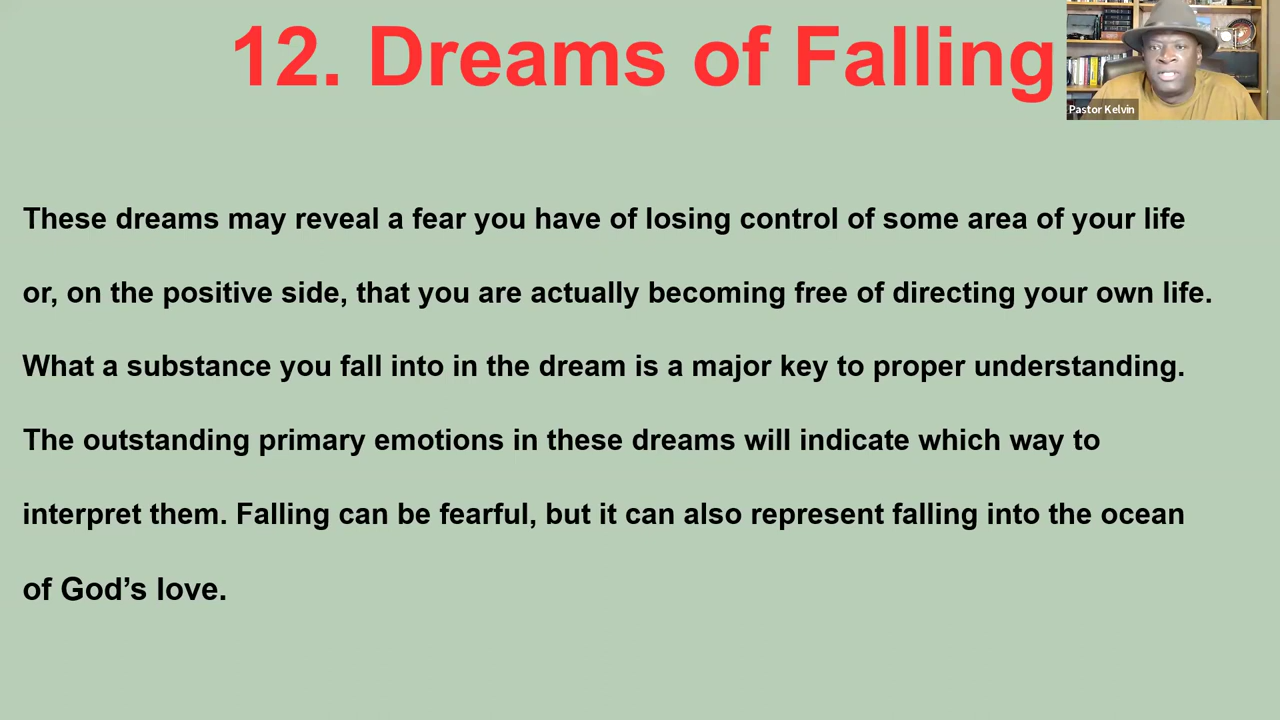 12. Dreams of Falling
Pastor Kelvin
These dreams may reveal a fear you have of losing control of some area of your life
or, on the positive side, that you are actually becoming free of directing your own life.
What a substance you fall into in the dream is a major key to proper understanding.
The outstanding primary emotions in these dreams will indicate which way to
interpret them. Falling can be fearful, but it can also represent falling into the ocean
of God’s love.